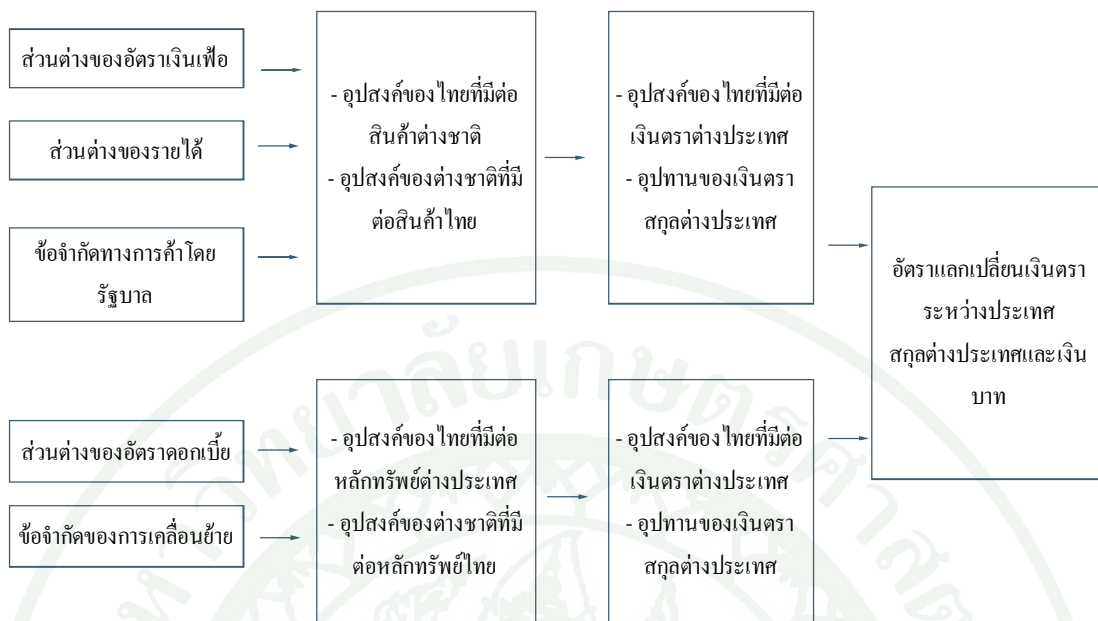 ส่วนต่างของอัตราเงินเฟ้อ
ส่วนต่างของรายได้
ข้อจำกัดทางการค้าโดย
รัฐบาล
- อุปสงค์ของไทยที่มีต่อ
สินค้าต่างชาติ
- อุปสงค์ของต่างชาติที่มี
ต่อสินค้าไทย
- อุปสงค์ของไทยที่มีต่อ
เงินตราต่างประเทศ
- อุปทานของเงินตรา
สกุลต่างประเทศ
อัตราแลกเปลี่ยนเงินตรา
ระหว่างประเทศ
สกุลต่างประเทศและเงิน
บาท
ส่วนต่างของอัตราดอกเบี้ย
ข้อจำกัดของการเคลื่อนย้าย
- อุปสงค์ของไทยที่มีต่อ
หลักทรัพย์ต่างประเทศ
- อุปสงค์ของต่างชาติที่มี
ต่อหลักทรัพย์ไทย
- อุปสงค์ของไทยที่มีต่อ
เงินตราต่างประเทศ
- อุปทานของเงินตรา
สกุลต่างประเทศ